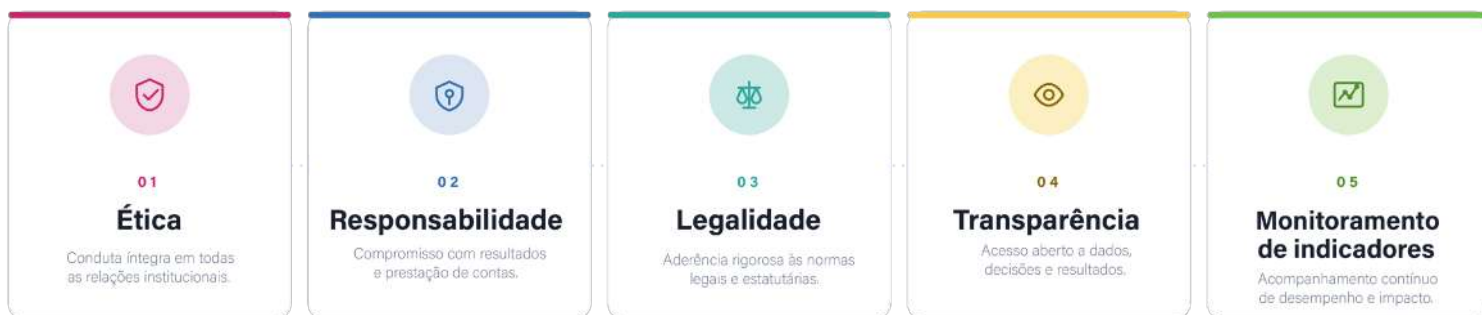 01
Ética
Conduta íntegra em todas
as relações institucionais.
02
Responsabilidade
Compromisso com resultados
e prestação de contas.
03
Legalidade
Aderência rigorosa às normas
legais e estatutárias.
04
Transparência
Acesso aberto a dados,
decisões e resultados.
05
Monitoramento
de indicadores
Acompanhamento contínuo
de desempenho e impacto.